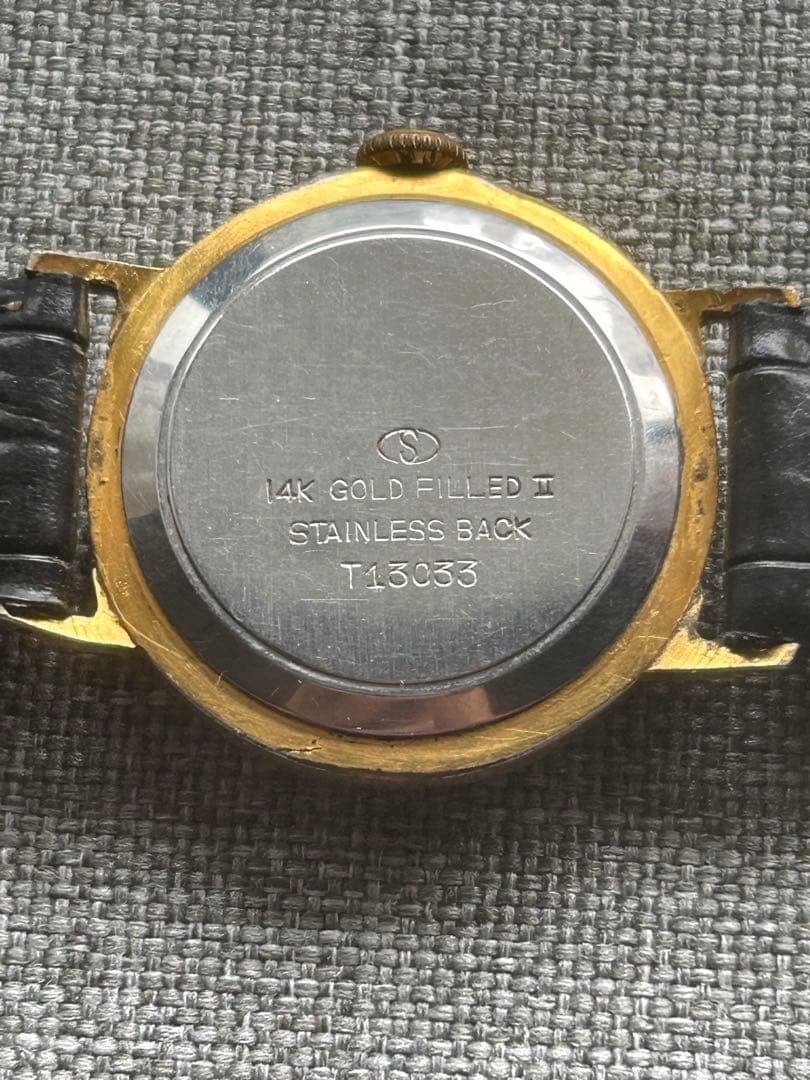 S
14K GOLD FILLED II
STAINLESS BACK
T13033